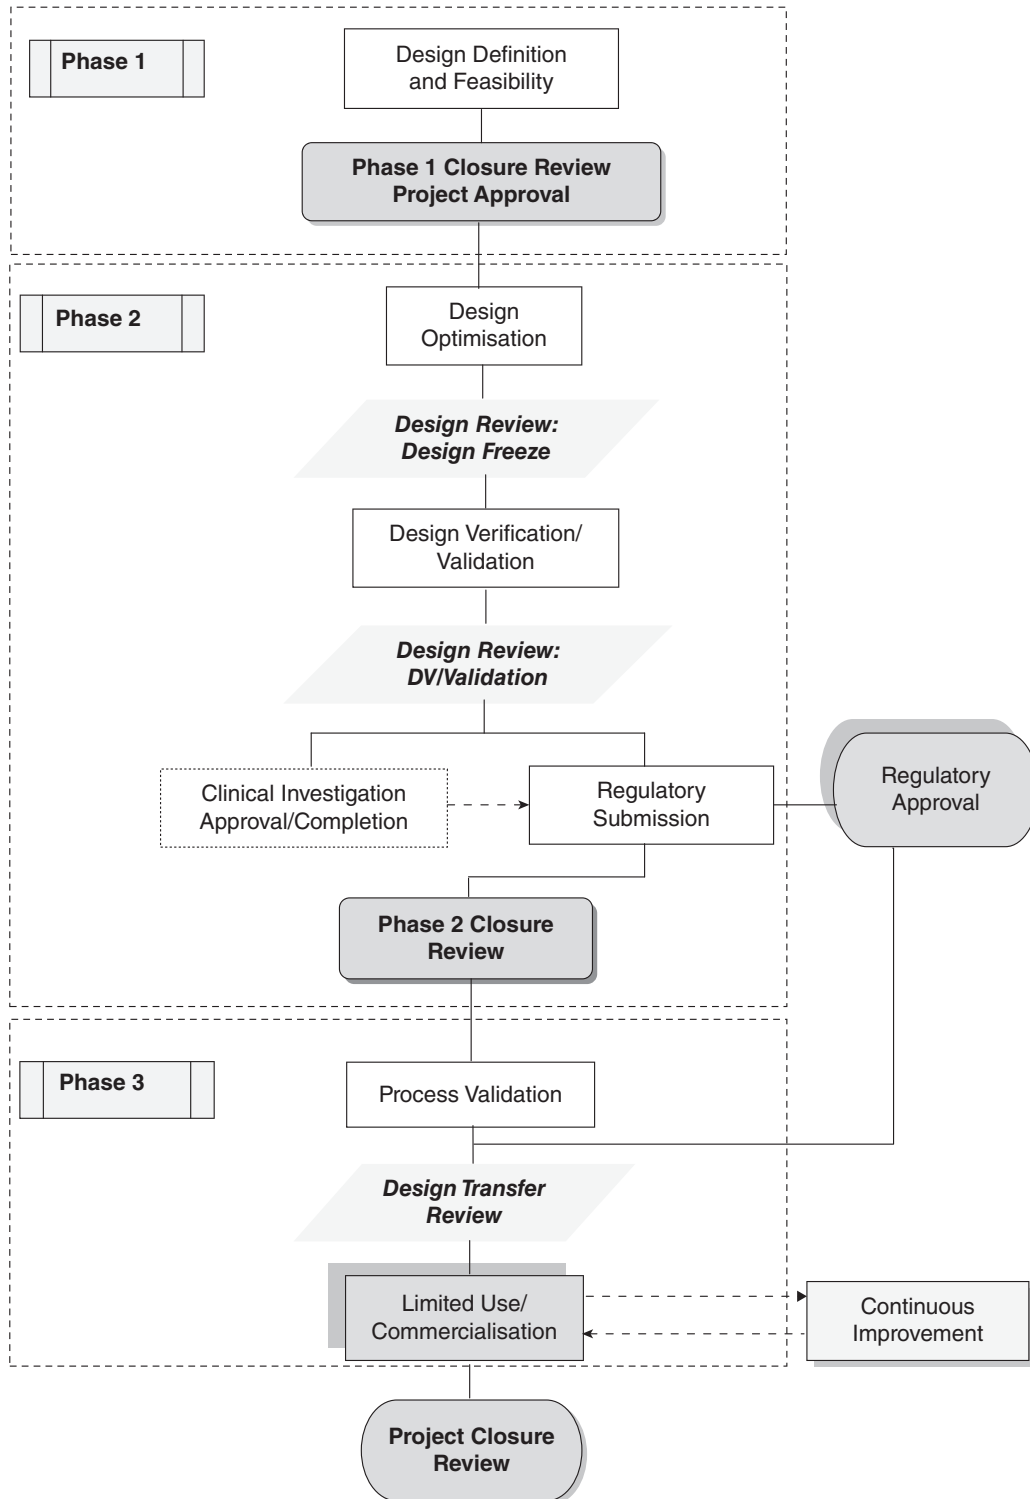 Phase 1
Design Definition
and Feasibility
Phase 1 Closure Review
Project Approval
Phase 2
Design
Optimisation
Design Review:
Design Freeze
Design Verification/
Validation
Design Review:
DV/Validation
Clinical Investigation
Approval/Completion
Regulatory
Submission
Regulatory
Approval
Phase 2 Closure
Review
Phase 3
Process Validation
Design Transfer
Review
Limited Use/
Commercialisation
Continuous
Improvement
Project Closure
Review